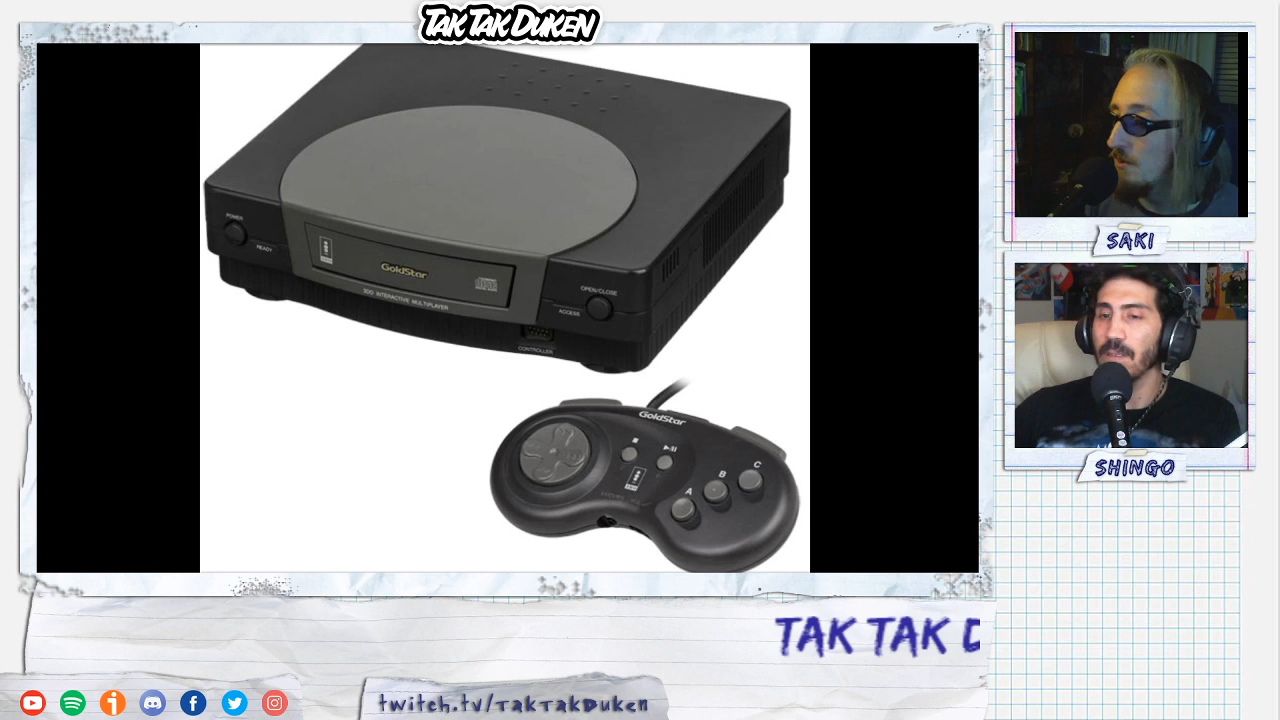 TAK TAK DUKEN
POWER
READY
GoldStar
3DO INTERACTIVE MULTIPLAYER
OPEN/CLOSE
ACCESS
CONTROLLER
GoldStar
A
B
C
SAKI
SHINGO
TAK TAK D
twitch.tv/TAKTAKDUKEN